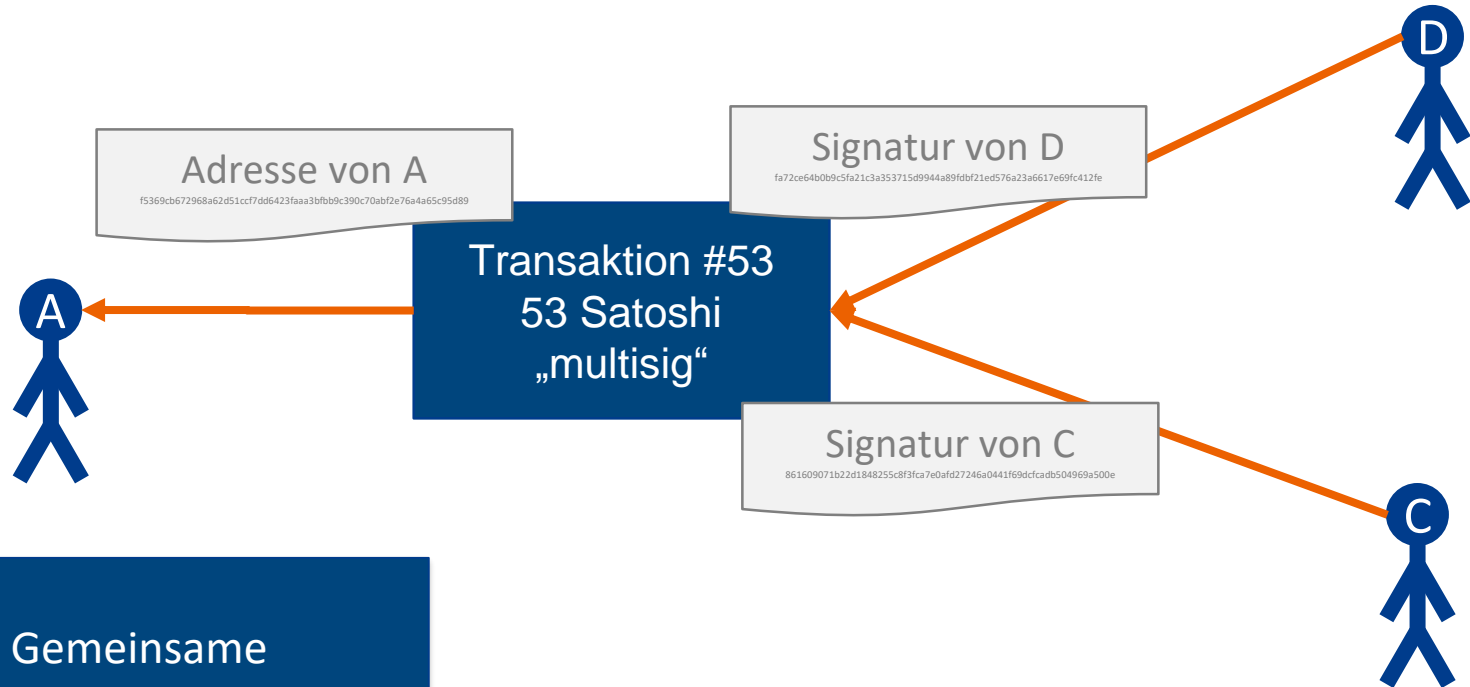 D
Signatur von D
fa72ce64b0b9c5fa21c3a353715d9944a89fdbf21ed576a23a6617e69fc412fe
Adresse von A
f5369cb672968a62d51ccf7dd6423faaa3bfbb9c390c70abf2e76a4a65c95d89
Transaktion #53
53 Satoshi
„multisig“
A
Signatur von C
861609071b22d1848255c8f3fca7e0afd27246a0441f69dcfcadb504969a500e
C
Gemeinsame